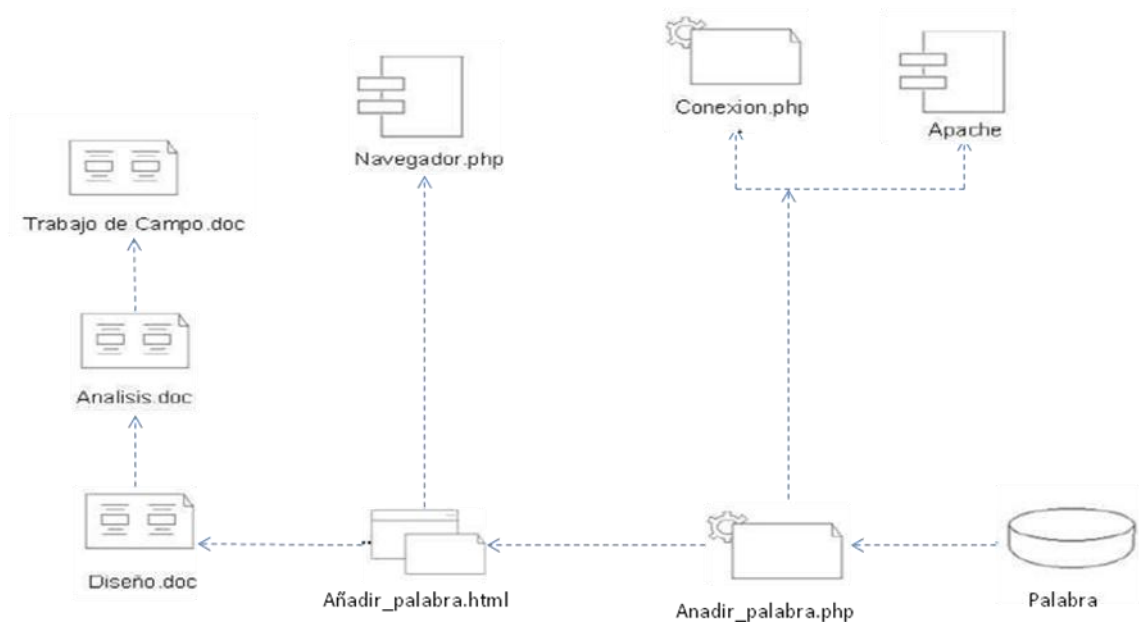 Conexion.php
Apache
Navegador.php
Trabajo de Campo.doc
Analisis.doc
Diseño.doc
Añadir_palabra.html
Anadir_palabra.php
Palabra